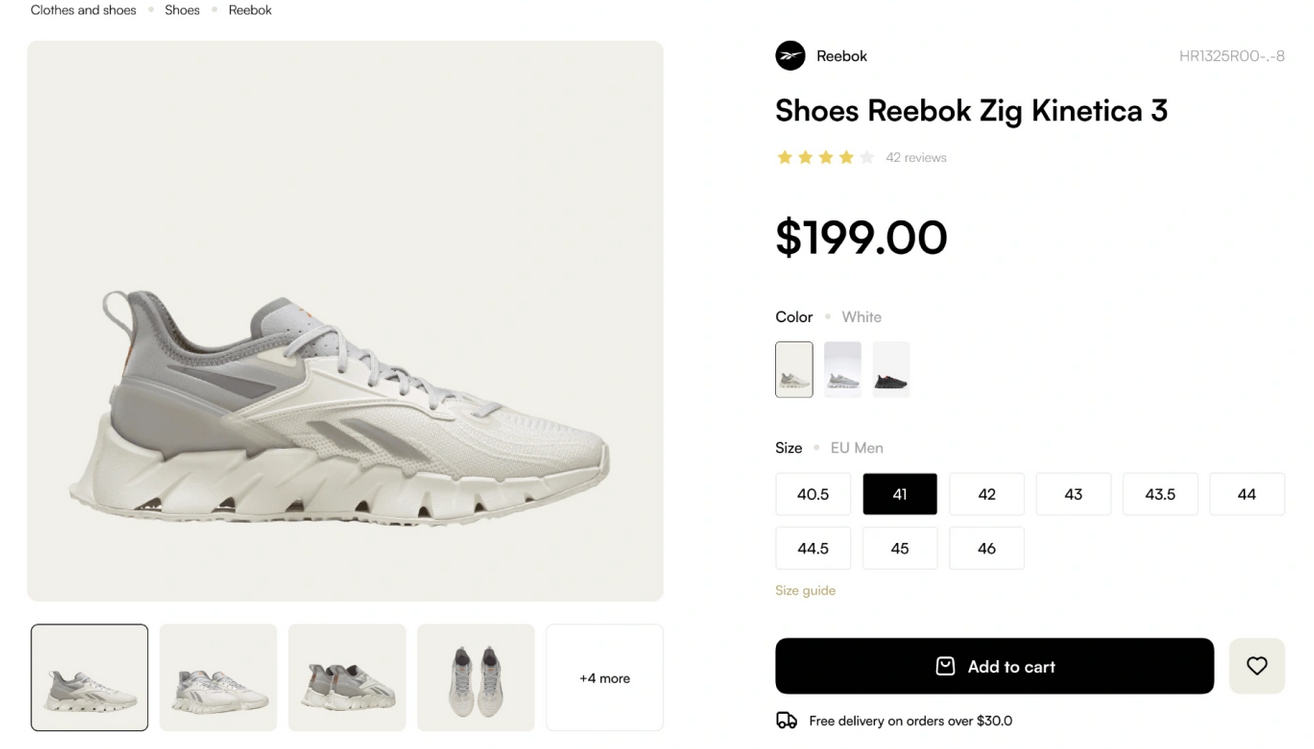 Clothes and shoes • Shoes • Reebok
Reebok
HR1325R00-.-8
Shoes Reebok Zig Kinetica 3
42 reviews
$199.00
Color • White
Size • EU Men
40.5 41 42 43 43.5 44
44.5 45 46
Size guide
+4 more
Add to cart
Free delivery on orders over $30.0